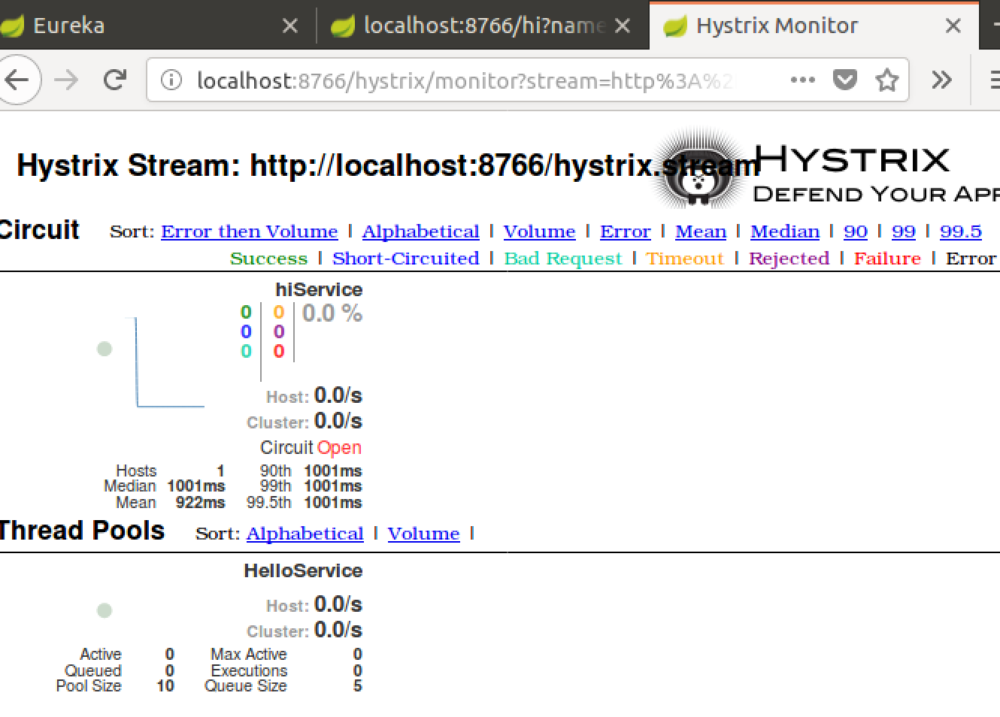 Eureka
localhost:8766/hi?name
Hystrix Monitor
localhost:8766/hystrix/monitor?stream=http%3A%2
Hystrix Stream: http://localhost:8766/hystrix.stream
HYSTRIX
DEFEND YOUR APP
Circuit Sort: Error then Volume | Alphabetical | Volume | Error | Mean | Median | 90 | 99 | 99.5
Success | Short-Circuited | Bad Request | Timeout | Rejected | Failure | Error
hiService
0 0 0.0 %
0 0
0 0
Host: 0.0/s
Cluster: 0.0/s
Circuit Open
Hosts 1 90th 1001ms
Median 1001ms 99th 1001ms
Mean 922ms 99.5th 1001ms
Thread Pools Sort: Alphabetical | Volume |
HelloService
Host: 0.0/s
Cluster: 0.0/s
Active 0 Max Active 0
Queued 0 Executions 0
Pool Size 10 Queue Size 5